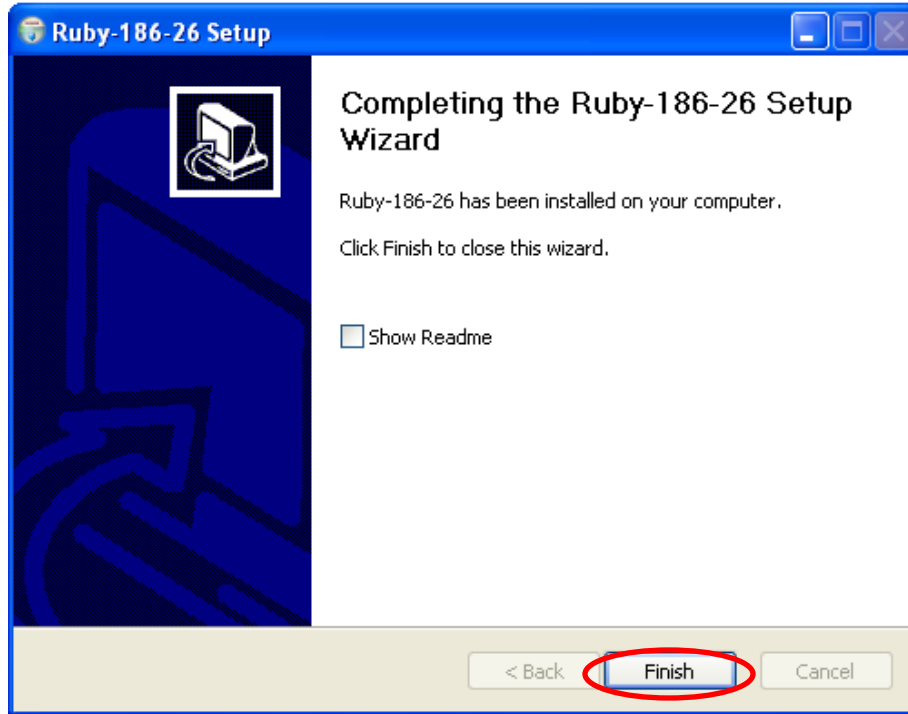 Ruby-186-26 Setup
Completing the Ruby-186-26 Setup
Wizard
Ruby-186-26 has been installed on your computer.
Click Finish to close this wizard.
Show Readme
< Back
Finish
Cancel